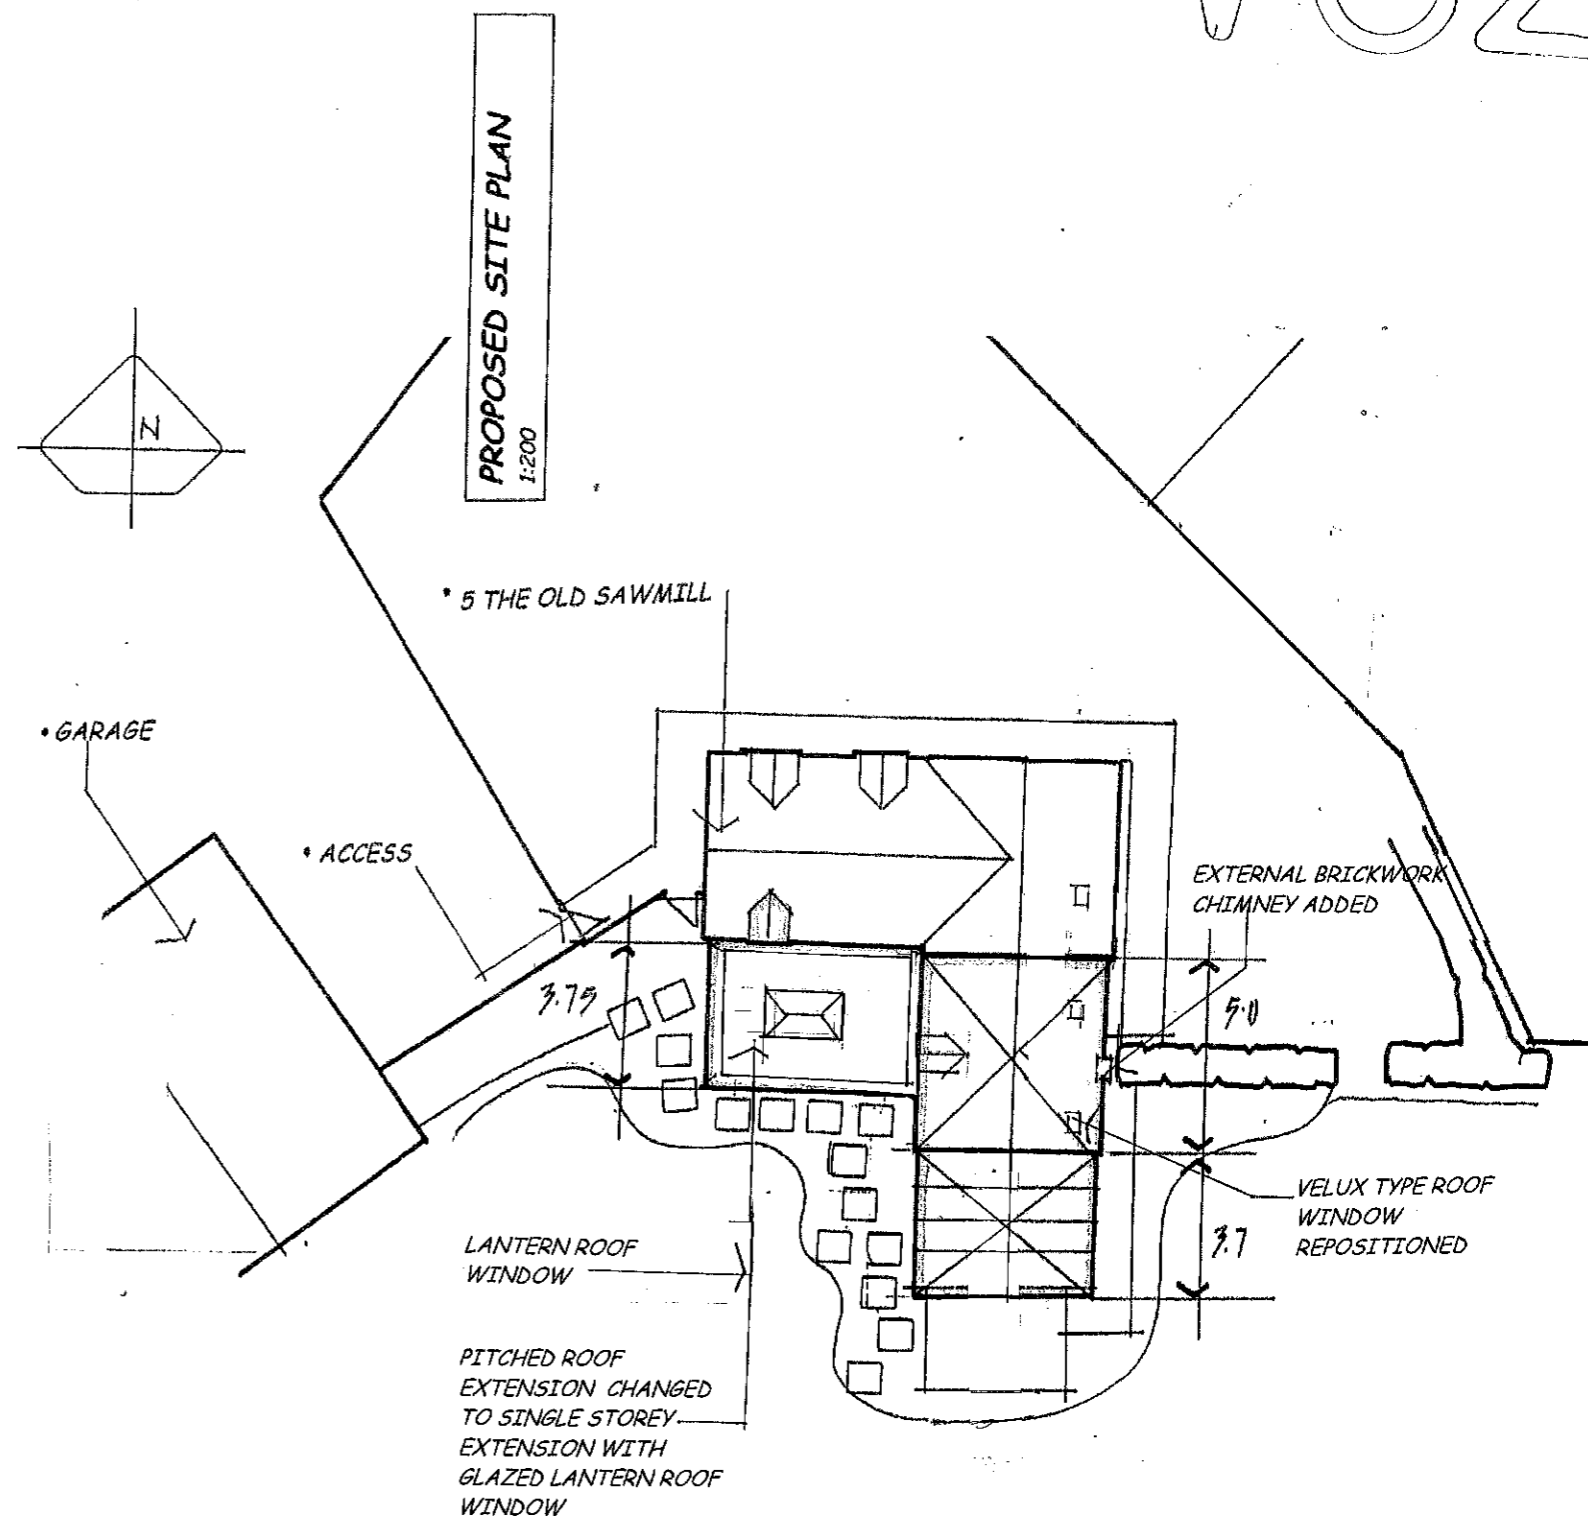 PROPOSED SITE PLAN
1:200
N
• 5 THE OLD SAWMILL
• GARAGE
• ACCESS
EXTERNAL BRICKWORK
CHIMNEY ADDED
3.75
5.0
VELUX TYPE ROOF
WINDOW
REPOSITIONED
3.7
LANTERN ROOF
WINDOW
PITCHED ROOF
EXTENSION CHANGED
TO SINGLE STOREY
EXTENSION WITH
GLAZED LANTERN ROOF
WINDOW